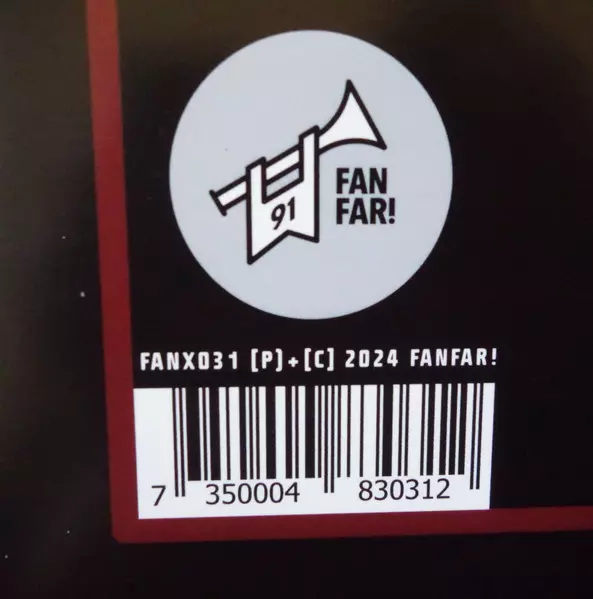 FAN
FAR!
91
FANX031 [P]+[C] 2024 FANFAR!
7 350004 830312